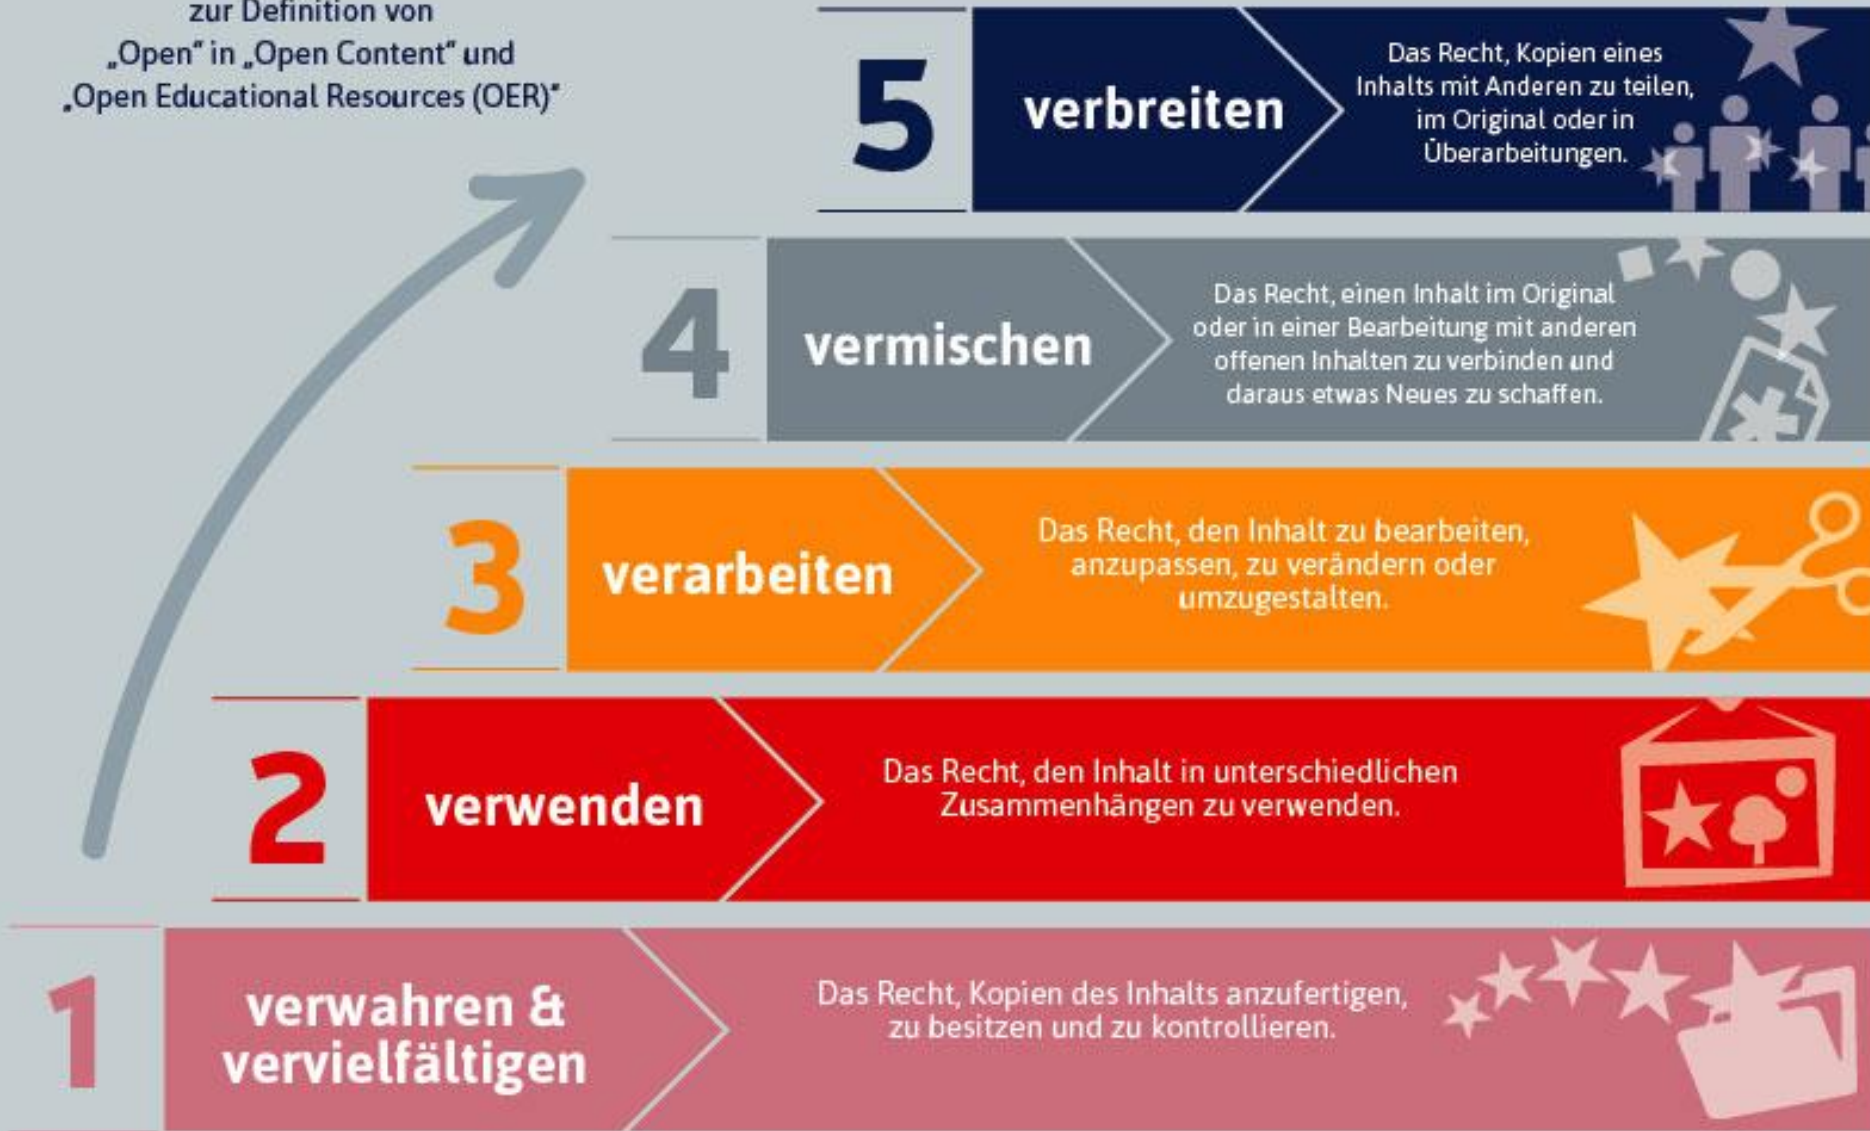 zur Definition von
„Open“ in „Open Content“ und
„Open Educational Resources (OER)“
5
verbreiten
Das Recht, Kopien eines
Inhalts mit Anderen zu teilen,
im Original oder in
Überarbeitungen.
4
vermischen
Das Recht, einen Inhalt im Original
oder in einer Bearbeitung mit anderen
offenen Inhalten zu verbinden und
daraus etwas Neues zu schaffen.
3
verarbeiten
Das Recht, den Inhalt zu bearbeiten,
anzupassen, zu verändern oder
umzugestalten.
2
verwenden
Das Recht, den Inhalt in unterschiedlichen
Zusammenhängen zu verwenden.
1
verwahren &
vervielfältigen
Das Recht, Kopien des Inhalts anzufertigen,
zu besitzen und zu kontrollieren.